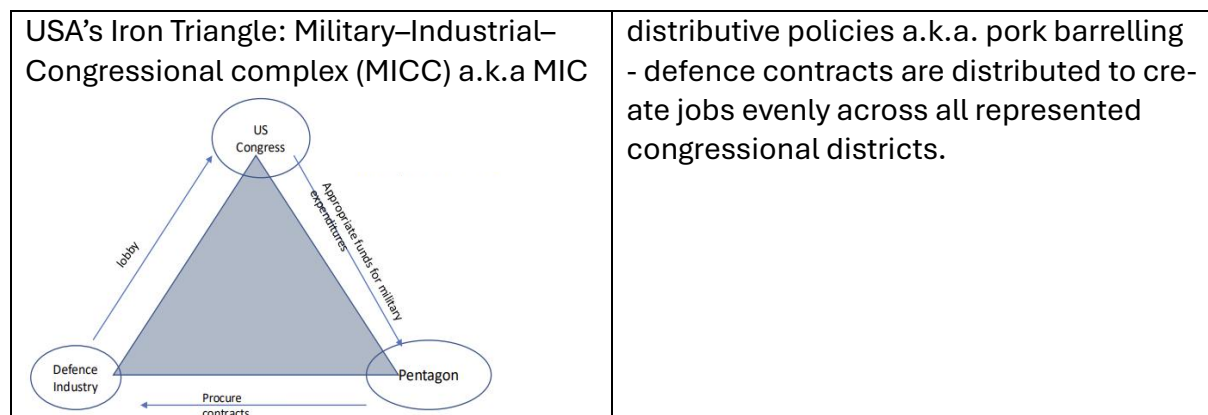 USA’s Iron Triangle: Military–Industrial–
Congressional complex (MICC) a.k.a MIC
US
Congress
lobby
Appropriate funds for military
expenditures
Defence
Industry
Pentagon
Procure
contracts
distributive policies a.k.a. pork barrelling
- defence contracts are distributed to cre-
ate jobs evenly across all represented
congressional districts.